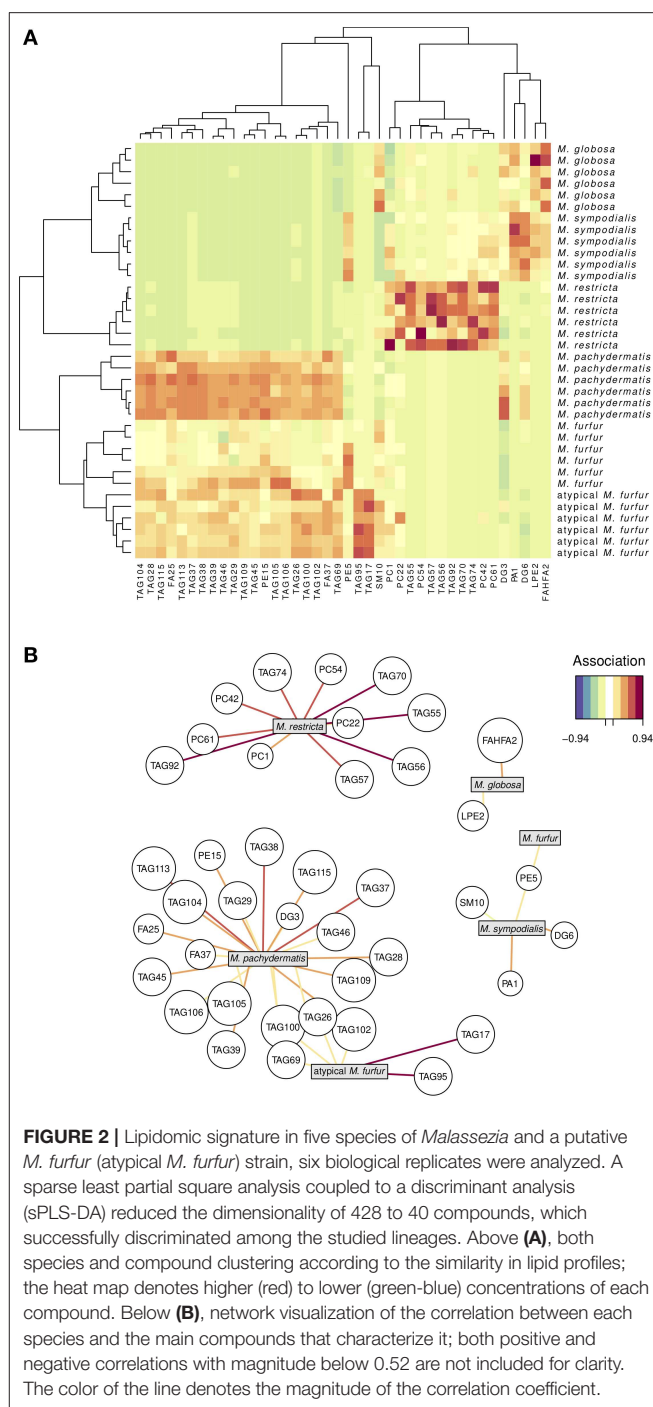 A
M. globosa
M. globosa
M. globosa
M. globosa
M. globosa
M. globosa
M. sympodialis
M. sympodialis
M. sympodialis
M. sympodialis
M. sympodialis
M. sympodialis
M. restricta
M. restricta
M. restricta
M. restricta
M. restricta
M. restricta
M. pachydermatis
M. pachydermatis
M. pachydermatis
M. pachydermatis
M. pachydermatis
M. pachydermatis
M. furfur
M. furfur
M. furfur
M. furfur
M. furfur
M. furfur
atypical M. furfur
atypical M. furfur
atypical M. furfur
atypical M. furfur
atypical M. furfur
atypical M. furfur
TAG104
TAG28
TAG115
FA25
TAG113
TAG37
TAG38
TAG39
TAG46
TAG29
TAG109
TAG45
PE15
TAG105
TAG106
TAG26
TAG100
TAG102
FA37
TAG69
PE5
TAG95
TAG17
SM10
PC1
PC22
TAG55
PC54
TAG57
TAG56
TAG92
TAG70
TAG74
PC42
PC61
DG3
PA1
DG6
LPE2
FAHFA2
B
Association
−0.94
0.94
TAG74
PC54
TAG70
PC42
TAG55
M. restricta
PC22
PC61
PC1
TAG92
TAG57
TAG56
FAHFA2
M. globosa
LPE2
M. furfur
PE5
SM10
M. sympodialis
DG6
PA1
TAG38
PE15
TAG113
TAG115
TAG37
TAG29
TAG104
DG3
FA25
TAG46
FA37
M. pachydermatis
TAG28
TAG45
TAG109
TAG106
TAG105
TAG26
TAG100
TAG102
TAG39
TAG69
atypical M. furfur
TAG17
TAG95
FIGURE 2 | Lipidomic signature in five species of Malassezia and a putative
M. furfur (atypical M. furfur) strain, six biological replicates were analyzed. A
sparse least partial square analysis coupled to a discriminant analysis
(sPLS-DA) reduced the dimensionality of 428 to 40 compounds, which
successfully discriminated among the studied lineages. Above (A), both
species and compound clustering according to the similarity in lipid profiles;
the heat map denotes higher (red) to lower (green-blue) concentrations of each
compound. Below (B), network visualization of the correlation between each
species and the main compounds that characterize it; both positive and
negative correlations with magnitude below 0.52 are not included for clarity.
The color of the line denotes the magnitude of the correlation coefficient.